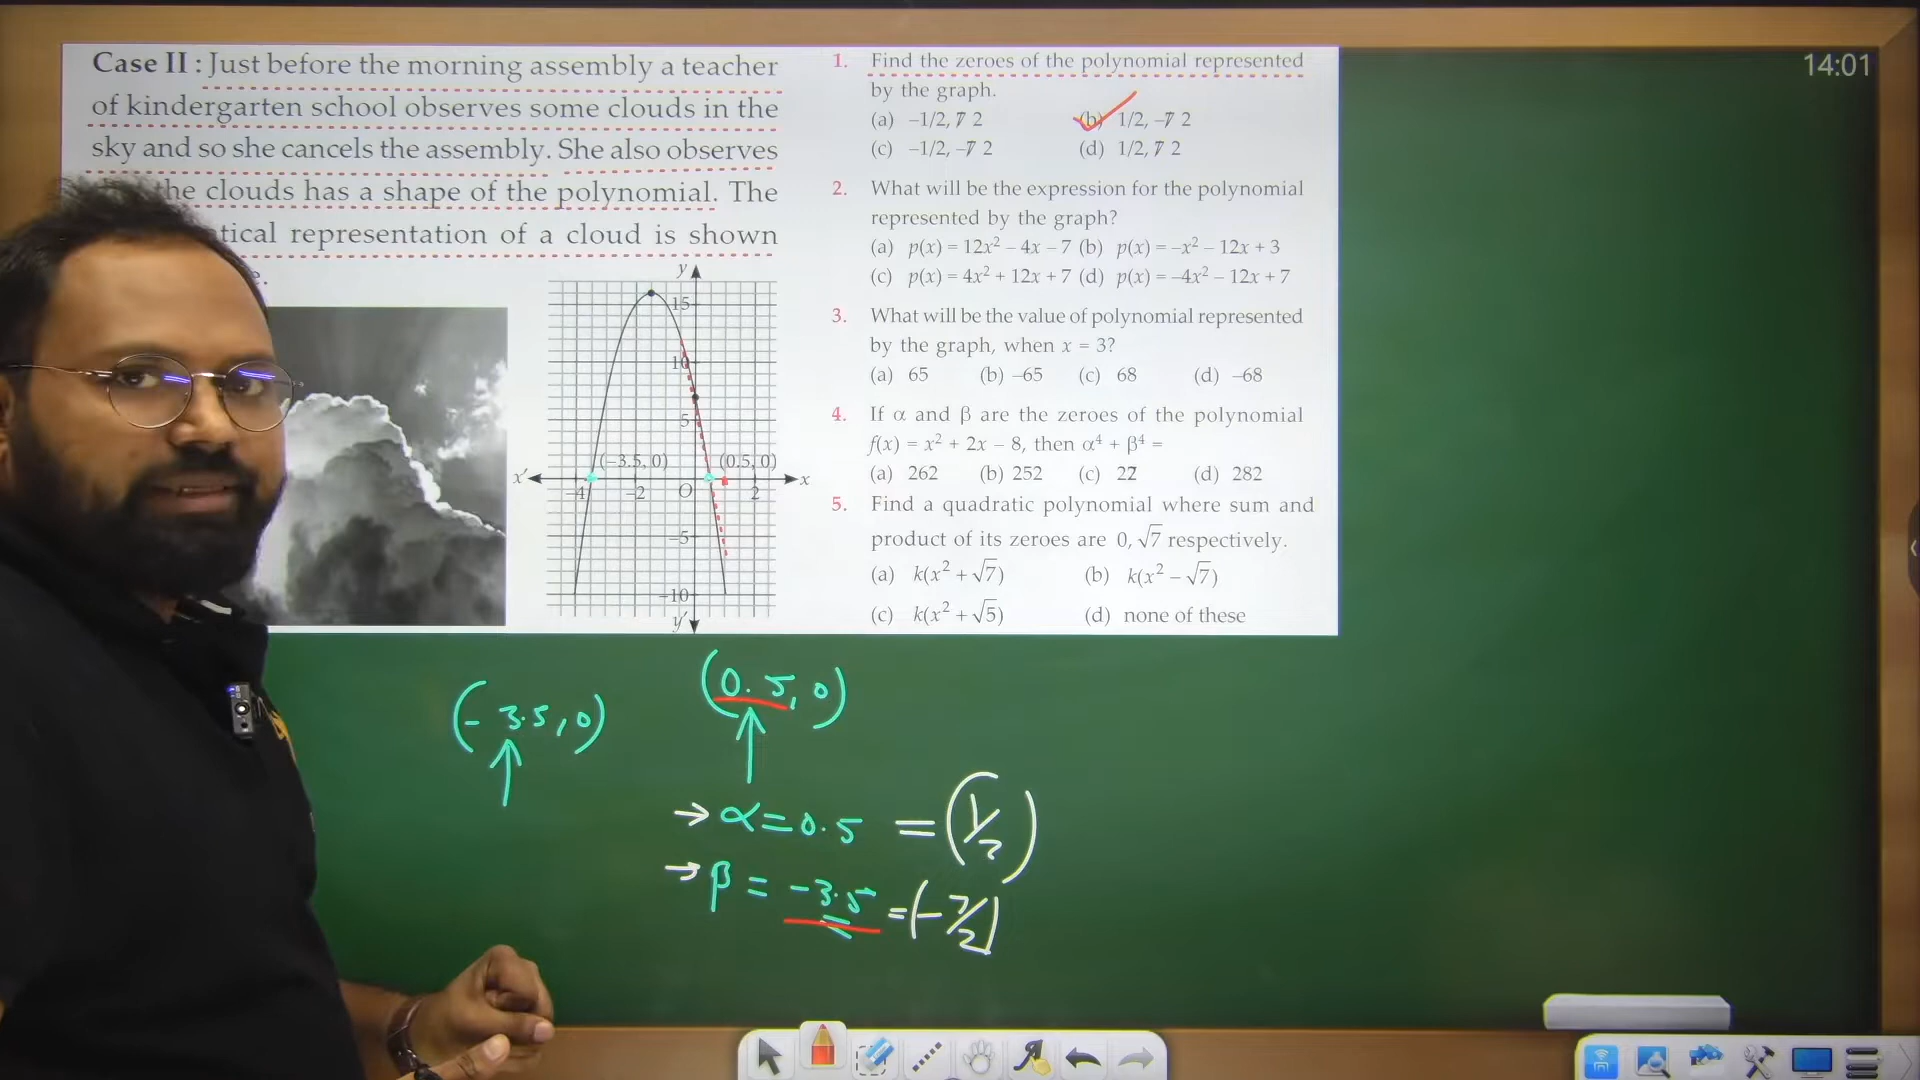 14:01
Case II : Just before the morning assembly a teacher
of kindergarten school observes some clouds in the
sky and so she cancels the assembly. She also observes
the clouds has a shape of the polynomial. The
tical representation of a cloud is shown
e.
y
15
10
5
(–3.5, 0) (0.5, 0)
x' –4 –2 O 2 x
–5
–10
y'
1. Find the zeroes of the polynomial represented
by the graph.
(a) –1/2, 7 2 (b) 1/2, –7 2
(c) –1/2, –7 2 (d) 1/2, 7 2
2. What will be the expression for the polynomial
represented by the graph?
(a) p(x) = 12x² – 4x – 7 (b) p(x) = –x² – 12x + 3
(c) p(x) = 4x² + 12x + 7 (d) p(x) = –4x² – 12x + 7
3. What will be the value of polynomial represented
by the graph, when x = 3?
(a) 65 (b) –65 (c) 68 (d) –68
4. If α and β are the zeroes of the polynomial
f(x) = x² + 2x – 8, then α⁴ + β⁴ =
(a) 262 (b) 252 (c) (d) 282
5. Find a quadratic polynomial where sum and
product of its zeroes are 0, √7 respectively.
(a) k(x² + √7) (b) k(x² – √7)
(c) k(x² + √5) (d) none of these
(-3.5, 0) (0.5, 0)
→ α = 0.5 = (1/2)
→ β = -3.5 = (-7/2)